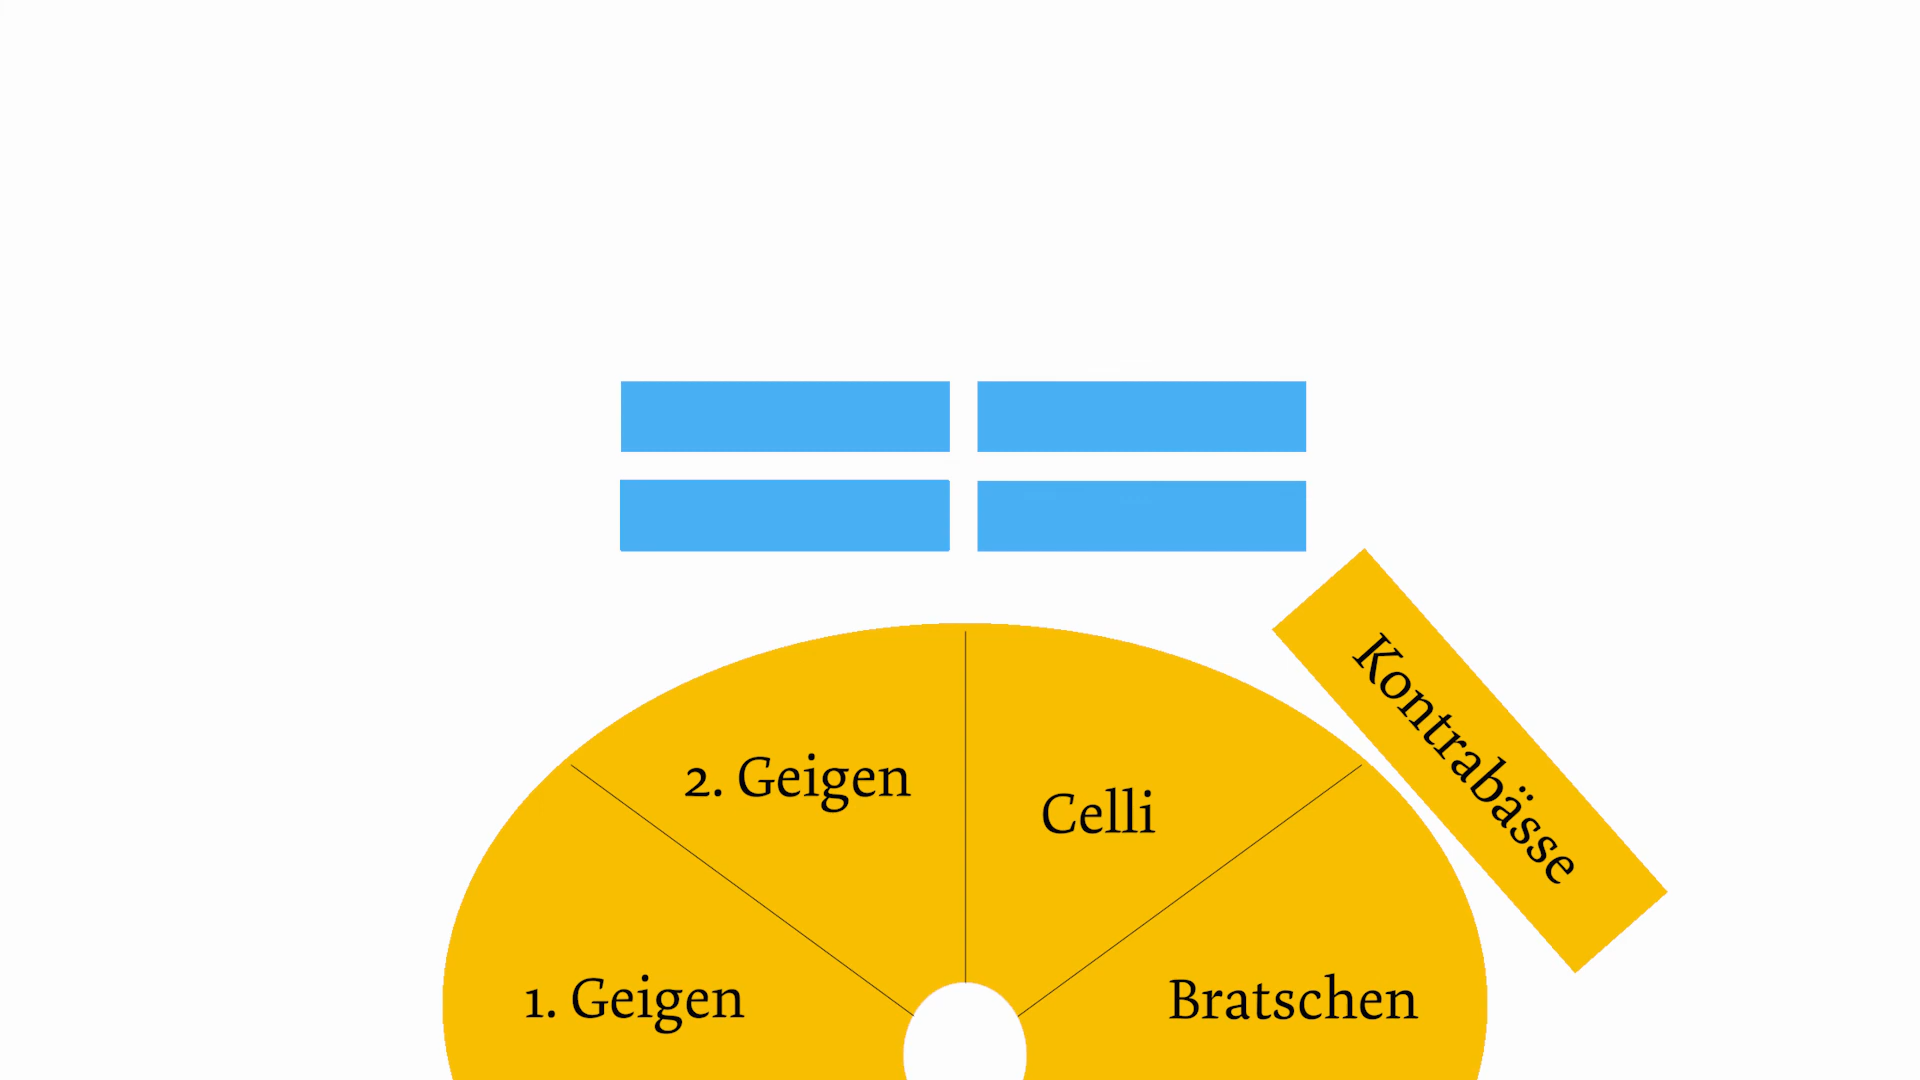 2. Geigen
Celli
Kontrabässe
1. Geigen
Bratschen